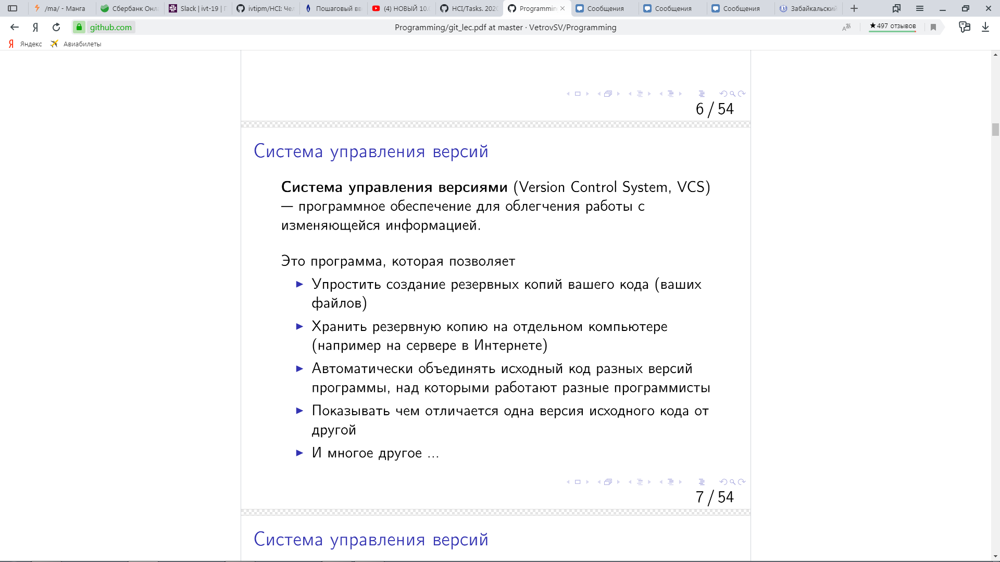 /ma/ - Манга
Сбербанк Онл
Slack | ivt-19 | Г
ivtipm/HCI: Чел
Пошаговый вв
(4) НОВЫЙ 10.
HCI/Tasks. 2020
Programmin
Сообщения
Сообщения
Сообщения
Забайкальский
Я
github.com
Programming/git_lec.pdf at master · VetrovSV/Programming
★497 отзывов
Я Яндекс
Авиабилеты
6 / 54
Система управления версий
Система управления версиями (Version Control System, VCS)
— программное обеспечение для облегчения работы с
изменяющейся информацией.
Это программа, которая позволяет
▶ Упростить создание резервных копий вашего кода (ваших
файлов)
▶ Хранить резервную копию на отдельном компьютере
(например на сервере в Интернете)
▶ Автоматически объединять исходный код разных версий
программы, над которыми работают разные программисты
▶ Показывать чем отличается одна версия исходного кода от
другой
▶ И многое другое ...
7 / 54
Система управления версий